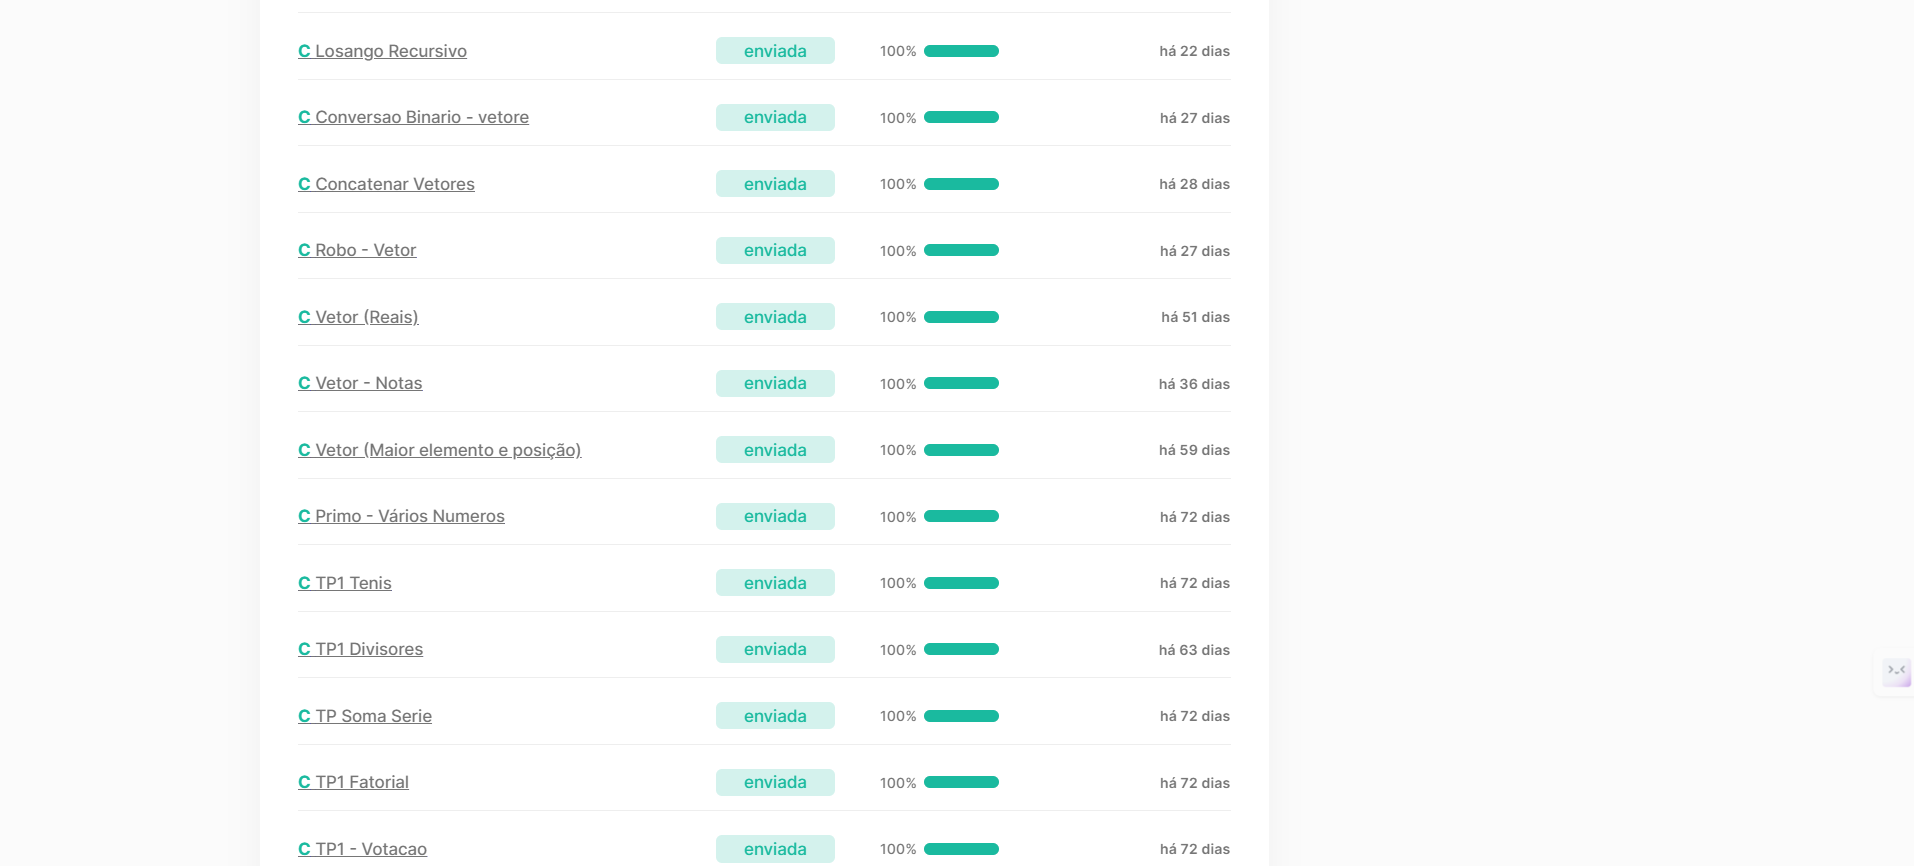 C Losango Recursivo enviada 100% há 22 dias
C Conversao Binario - vetore enviada 100% há 27 dias
C Concatenar Vetores enviada 100% há 28 dias
C Robo - Vetor enviada 100% há 27 dias
C Vetor (Reais) enviada 100% há 51 dias
C Vetor - Notas enviada 100% há 36 dias
C Vetor (Maior elemento e posição) enviada 100% há 59 dias
C Primo - Vários Numeros enviada 100% há 72 dias
C TP1 Tenis enviada 100% há 72 dias
C TP1 Divisores enviada 100% há 63 dias
C TP Soma Serie enviada 100% há 72 dias
C TP1 Fatorial enviada 100% há 72 dias
C TP1 - Votacao enviada 100% há 72 dias